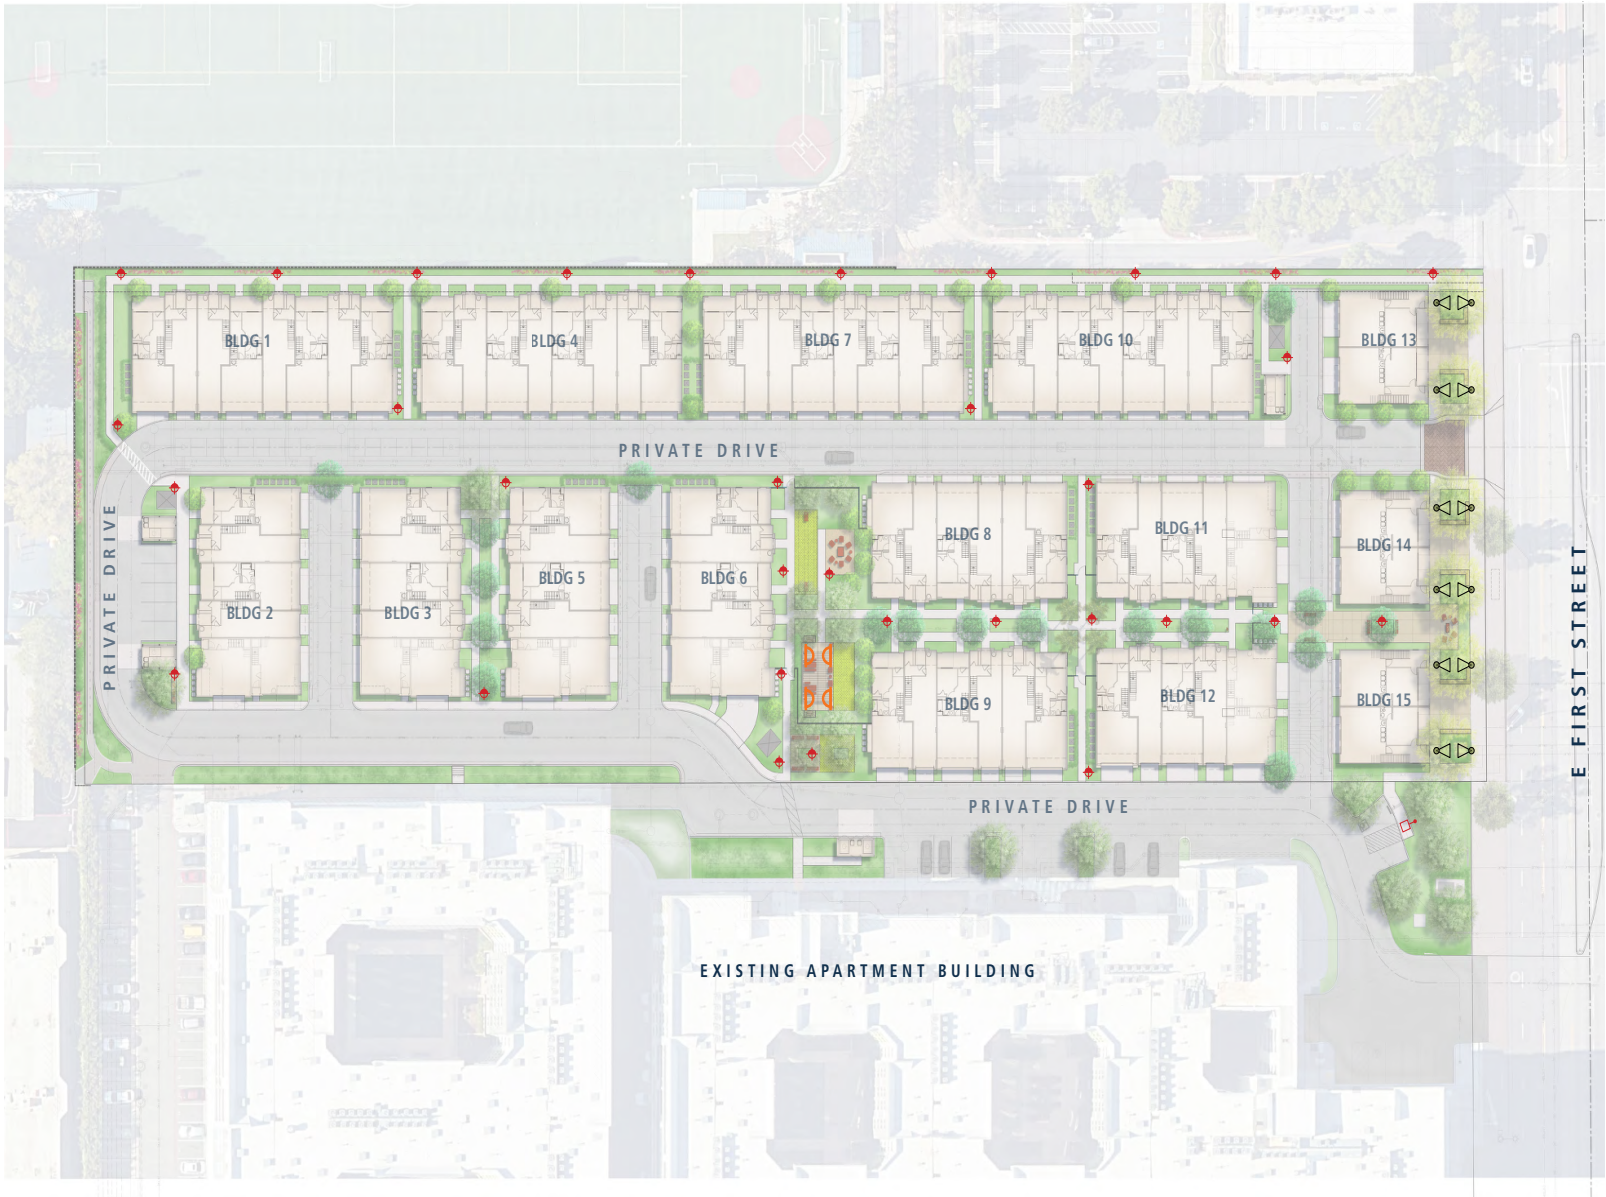 BLDG 1
BLDG 4
BLDG 7
BLDG 10
BLDG 13
PRIVATE DRIVE
PRIVATE DRIVE
BLDG 2
BLDG 3
BLDG 5
BLDG 6
BLDG 8
BLDG 11
BLDG 14
BLDG 9
BLDG 12
BLDG 15
E FIRST STREET
PRIVATE DRIVE
EXISTING APARTMENT BUILDING